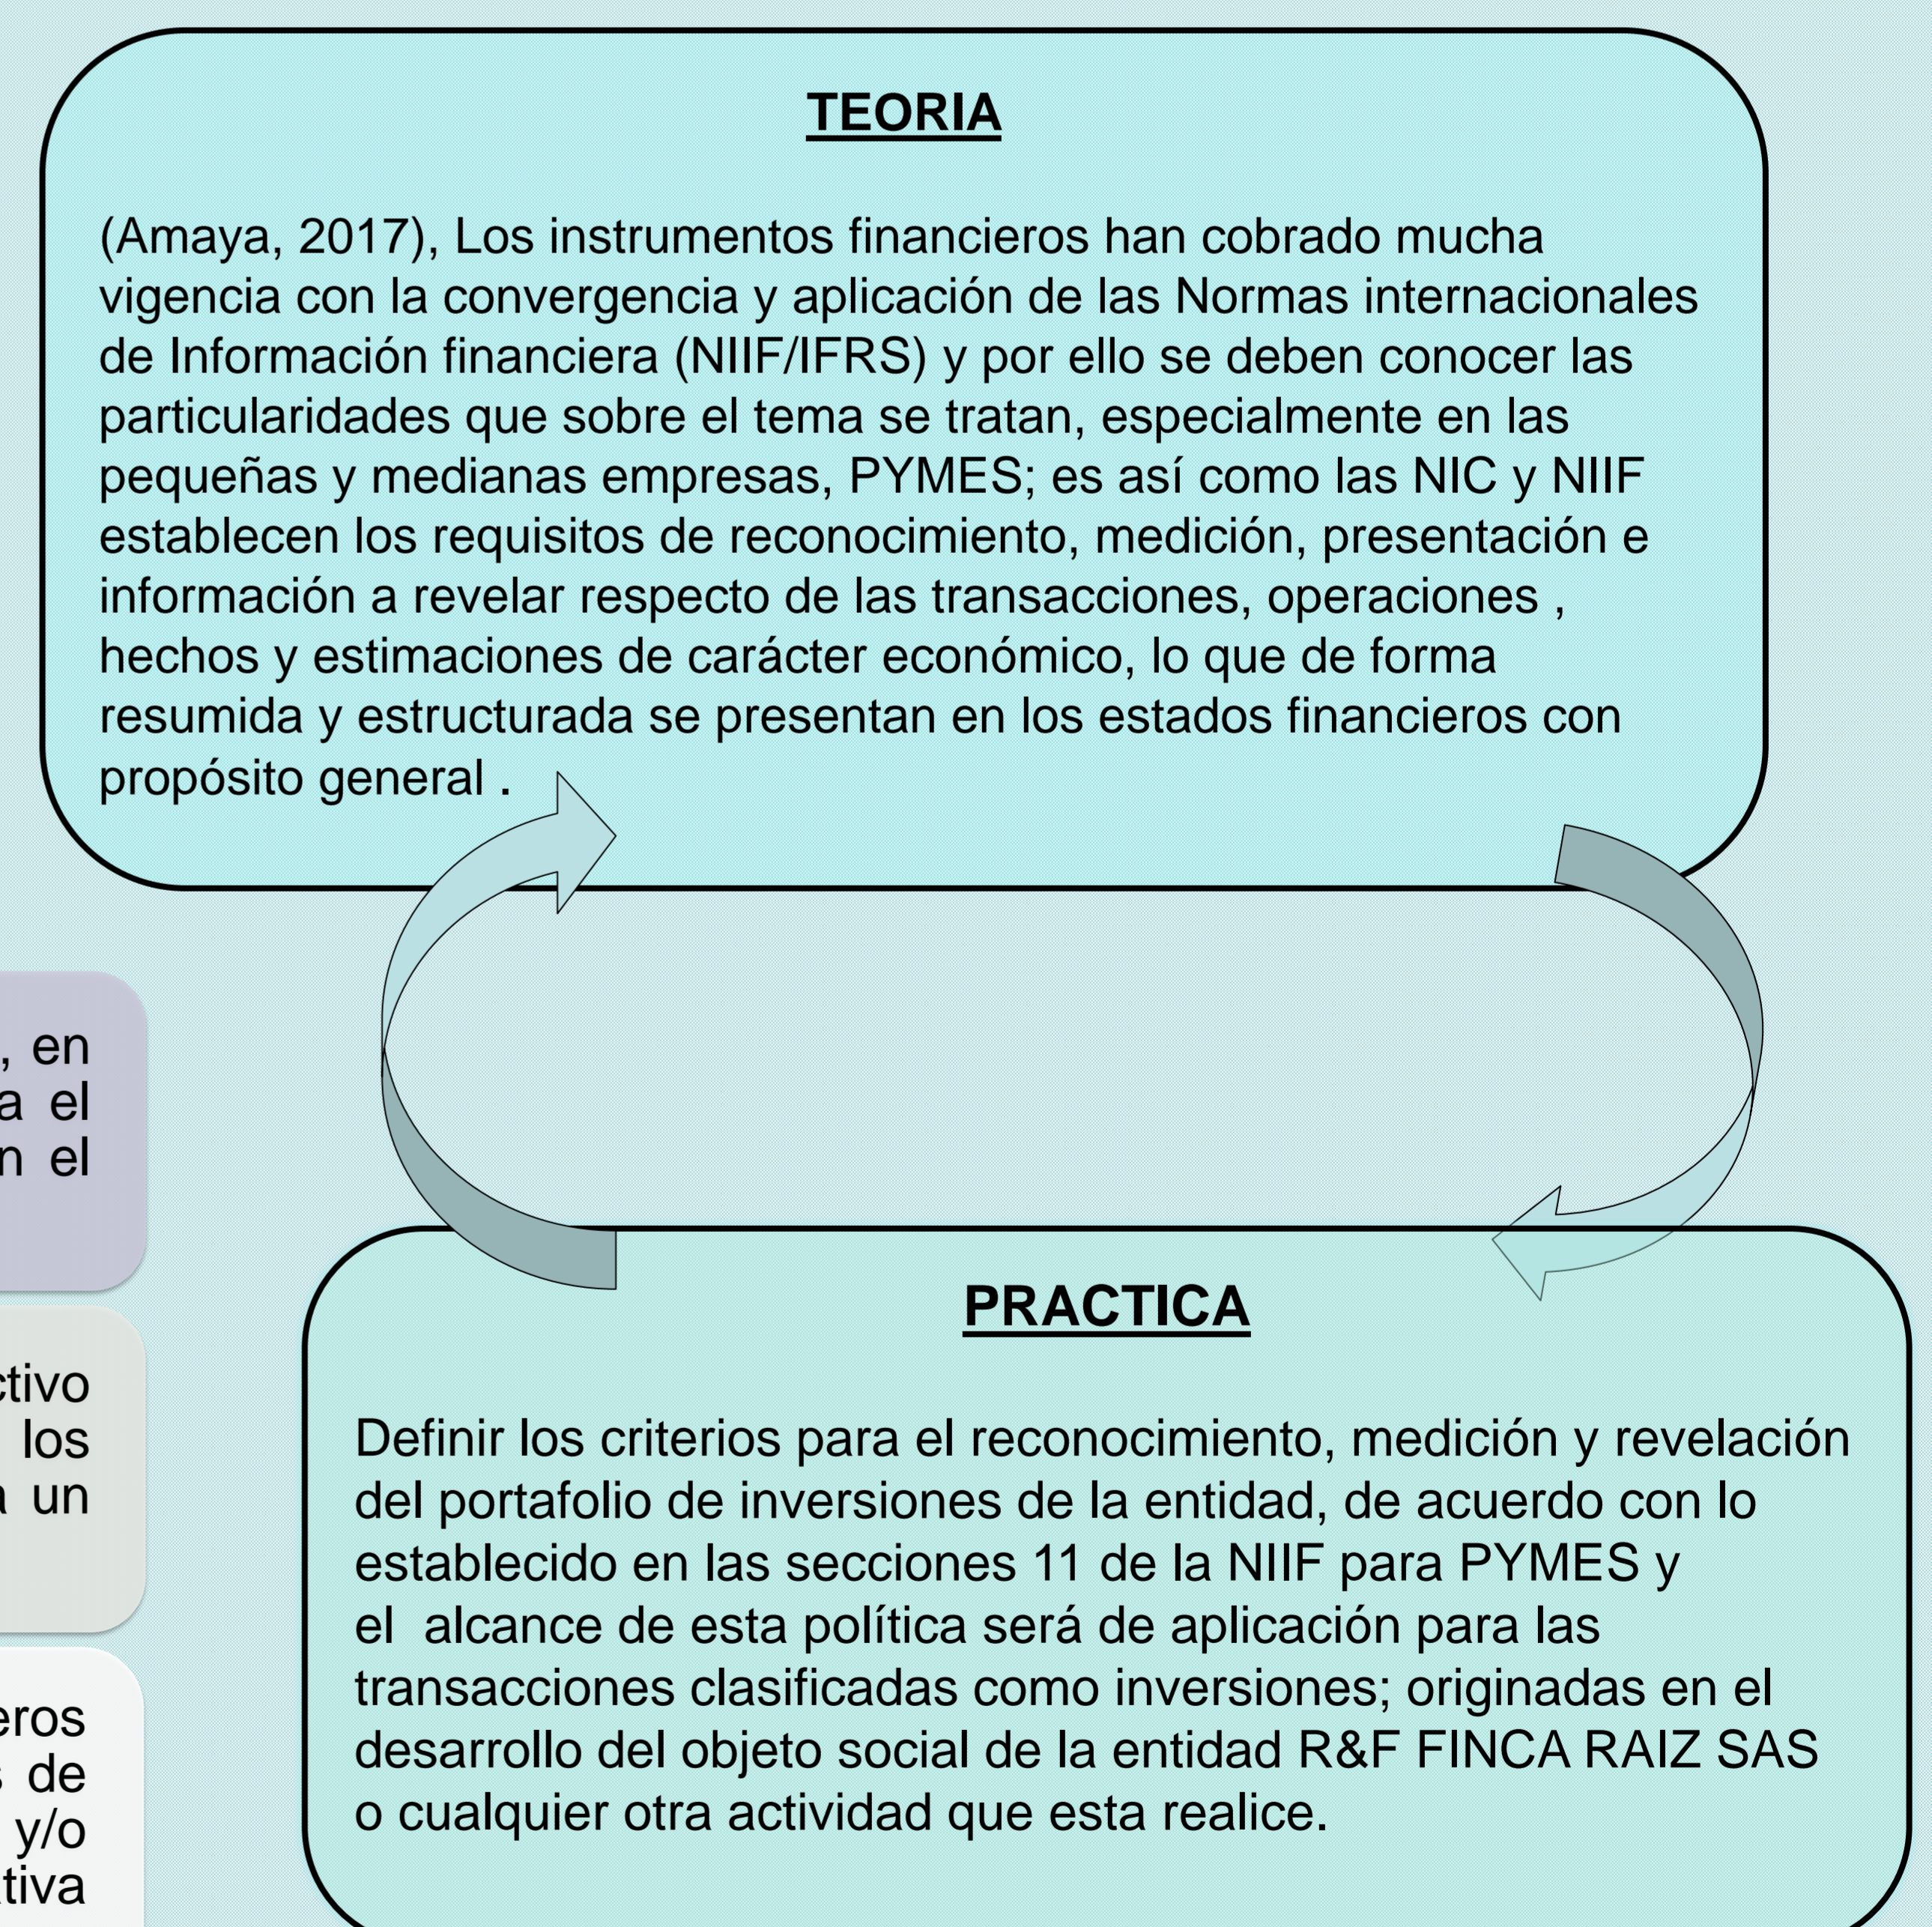 TEORIA
(Amaya, 2017), Los instrumentos financieros han cobrado mucha
vigencia con la convergencia y aplicación de las Normas internacionales
de Información financiera (NIIF/IFRS) y por ello se deben conocer las
particularidades que sobre el tema se tratan, especialmente en las
pequeñas y medianas empresas, PYMES; es así como las NIC y NIIF
establecen los requisitos de reconocimiento, medición, presentación e
información a revelar respecto de las transacciones, operaciones ,
hechos y estimaciones de carácter económico, lo que de forma
resumida y estructurada se presentan en los estados financieros con
propósito general .
, en
a el
n el
ctivo
los
a un
eros
s de
y/o
ativa
PRACTICA
Definir los criterios para el reconocimiento, medición y revelación
del portafolio de inversiones de la entidad, de acuerdo con lo
establecido en las secciones 11 de la NIIF para PYMES y
el  alcance de esta política será de aplicación para las
transacciones clasificadas como inversiones; originadas en el
desarrollo del objeto social de la entidad R&F FINCA RAIZ SAS
o cualquier otra actividad que esta realice.